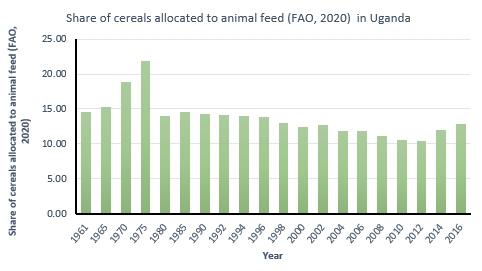 Share of cereals allocated to animal feed (FAO, 2020)  in Uganda
Share of cereals allocated to animal feed (FAO,
2020)
25.00
20.00
15.00
10.00
5.00
0.00
1961 1965 1970 1975 1980 1985 1990 1992 1994 1996 1998 2000 2002 2004 2006 2008 2010 2012 2014 2016
Year